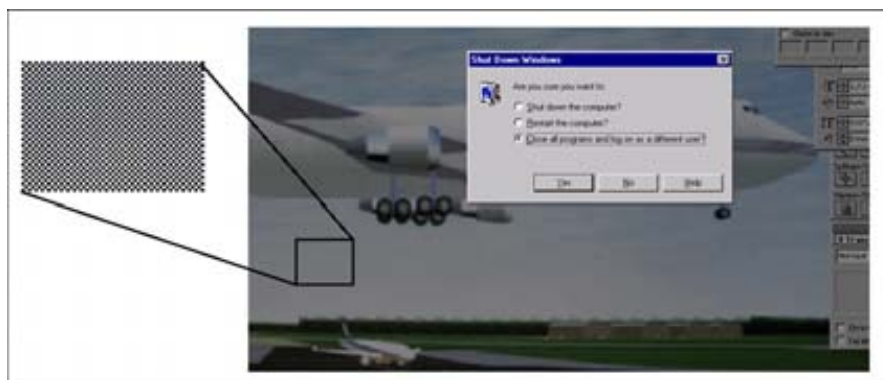 Shut Down Windows
Are you sure you want to:
Shut down the computer?
Restart the computer?
Close all programs and log on as a different user?
Yes
No
Help